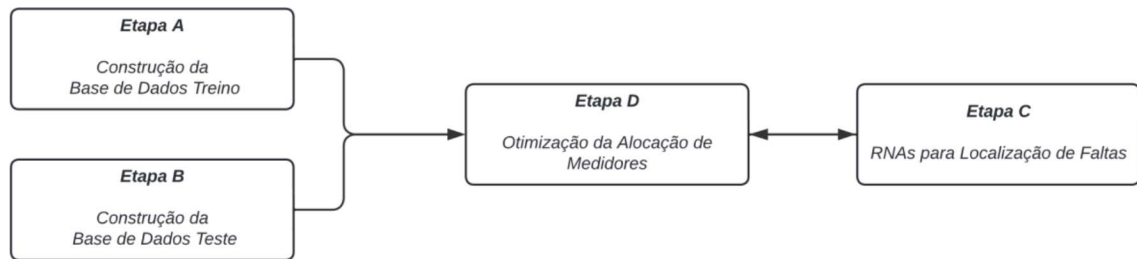 Etapa A
Construção da
Base de Dados Treino
Etapa B
Construção da
Base de Dados Teste
Etapa D
Otimização da Alocação de
Medidores
Etapa C
RNAs para Localização de Faltas